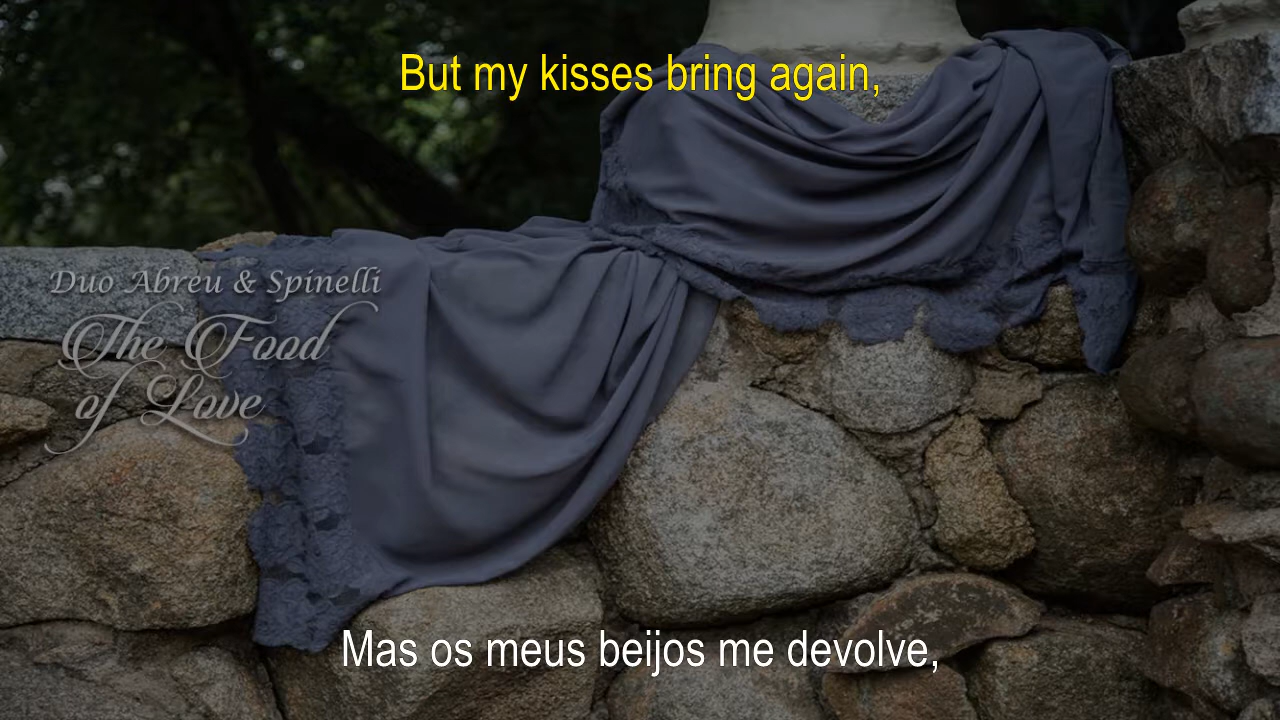 But my kisses bring again,
Duo Abreu & Spinelli
The Food
of Love
Mas os meus beijos me devolve,